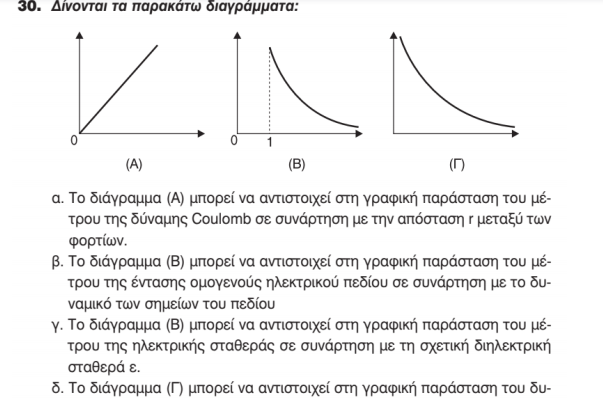 30. Δίνονται τα παρακάτω διαγράμματα:
0
0 1
(Α) (Β) (Γ)
α. Το διάγραμμα (Α) μπορεί να αντιστοιχεί στη γραφική παράσταση του μέ-
τρου της δύναμης Coulomb σε συνάρτηση με την απόσταση r μεταξύ των
φορτίων.
β. Το διάγραμμα (Β) μπορεί να αντιστοιχεί στη γραφική παράσταση του μέ-
τρου της έντασης ομογενούς ηλεκτρικού πεδίου σε συνάρτηση με το δυ-
ναμικό των σημείων του πεδίου
γ. Το διάγραμμα (Β) μπορεί να αντιστοιχεί στη γραφική παράσταση του μέ-
τρου της ηλεκτρικής σταθεράς σε συνάρτηση με τη σχετική διηλεκτρική
σταθερά ε.
δ. Το διάγραμμα (Γ) μπορεί να αντιστοιχεί στη γραφική παράσταση του δυ-